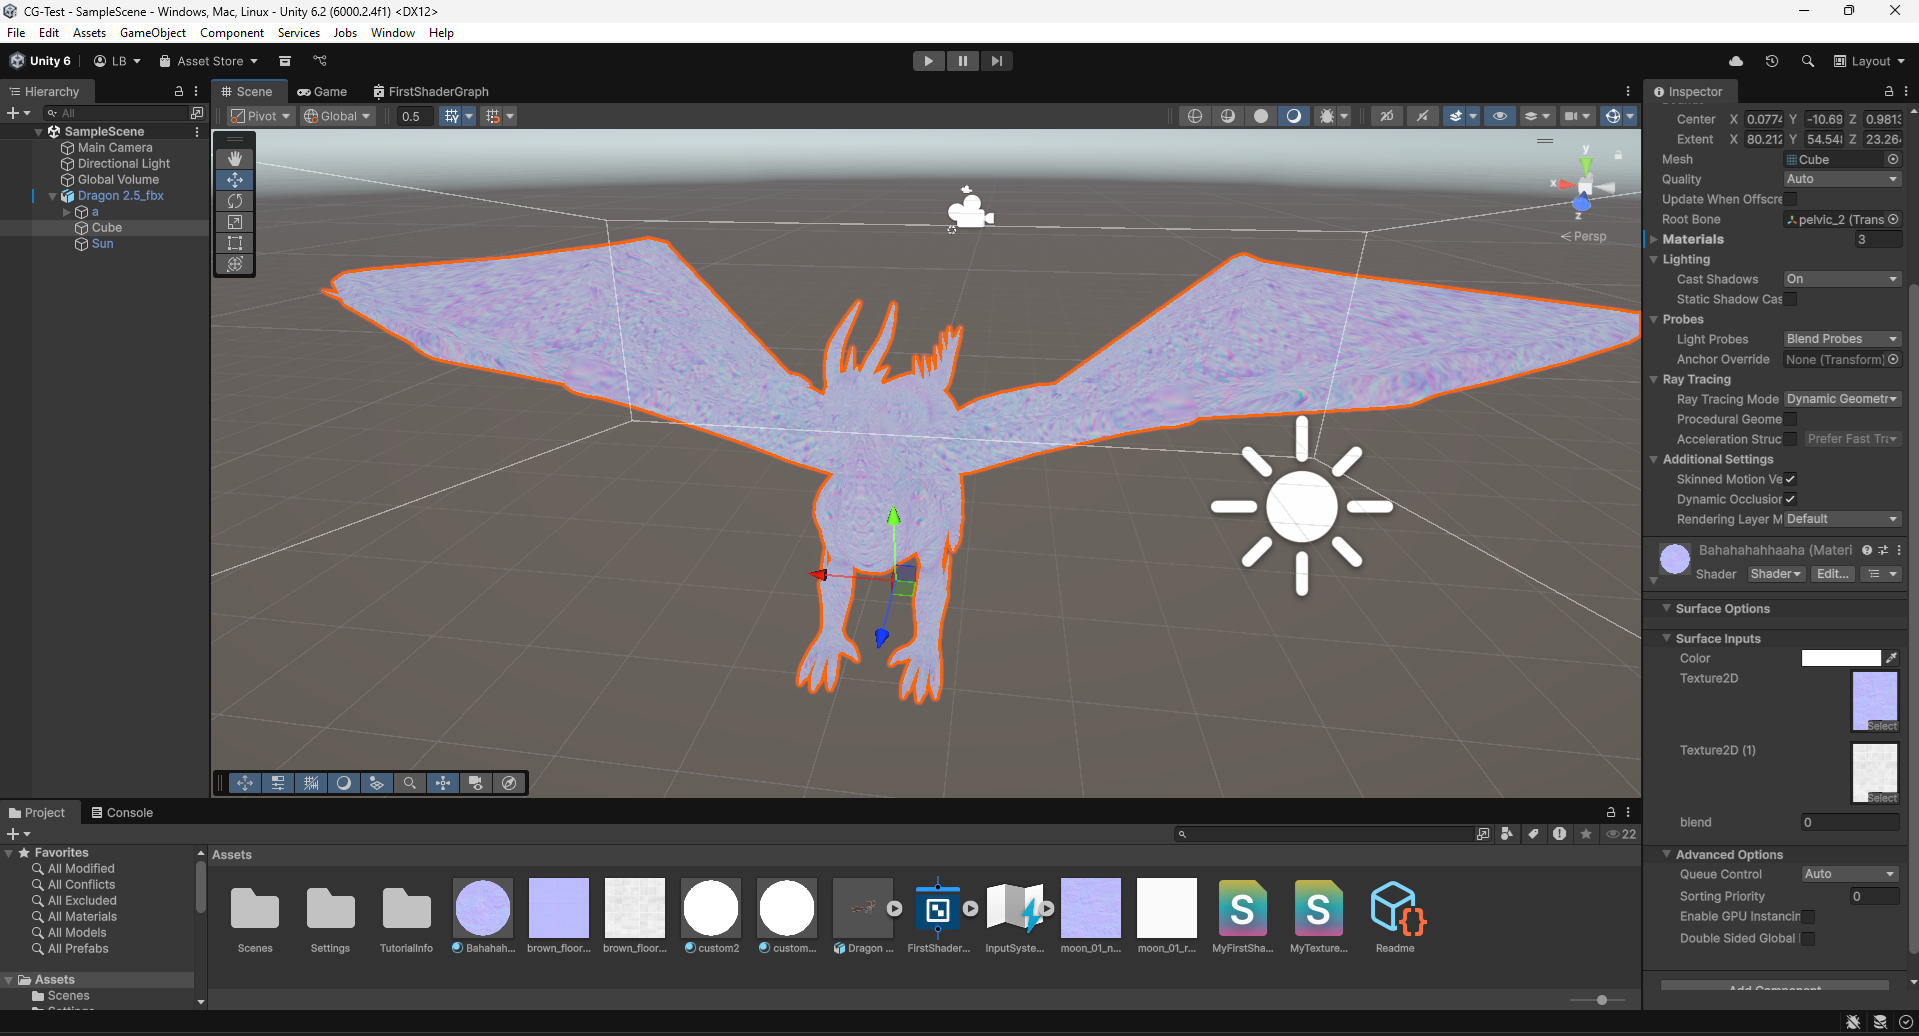 CG-Test - SampleScene - Windows, Mac, Linux - Unity 6.2 (6000.2.4f1) <DX12>
File Edit Assets GameObject Component Services Jobs Window Help
Unity 6 LB Asset Store Layout
Hierarchy
All
SampleScene
Main Camera
Directional Light
Global Volume
Dragon 2.5_fbx
a
Cube
Sun
Scene Game FirstShaderGraph
Pivot Global 0.5 2D
y
x
z
Persp
Inspector
Center X 0.0774 Y -10.69 Z 0.9813
Extent X 80.212 Y 54.548 Z 23.264
Mesh Cube
Quality Auto
Update When Offscre
Root Bone pelvic_2 (Trans
Materials 3
Lighting
Cast Shadows On
Static Shadow Cas
Probes
Light Probes Blend Probes
Anchor Override None (Transform)
Ray Tracing
Ray Tracing Mode Dynamic Geometr
Procedural Geome
Acceleration Struc Prefer Fast Tra
Additional Settings
Skinned Motion Ve
Dynamic Occlusion
Rendering Layer M Default
Bahahahahhaaha (Materi
Shader Shader Edit...
Surface Options
Surface Inputs
Color
Texture2D
Select
Texture2D (1)
Select
blend 0
Advanced Options
Queue Control Auto
Sorting Priority 0
Enable GPU Instancin
Double Sided Global
Add Component
Project Console
22
Favorites
All Modified
All Conflicts
All Excluded
All Materials
All Models
All Prefabs
Assets
Scenes
Settings
Assets
Scenes
Settings
TutorialInfo
Bahahah...
brown_floor...
brown_floor...
custom2
custom...
Dragon ...
FirstShader...
InputSyste...
moon_01_n...
moon_01_r...
MyFirstSha...
MyTexture...
Readme